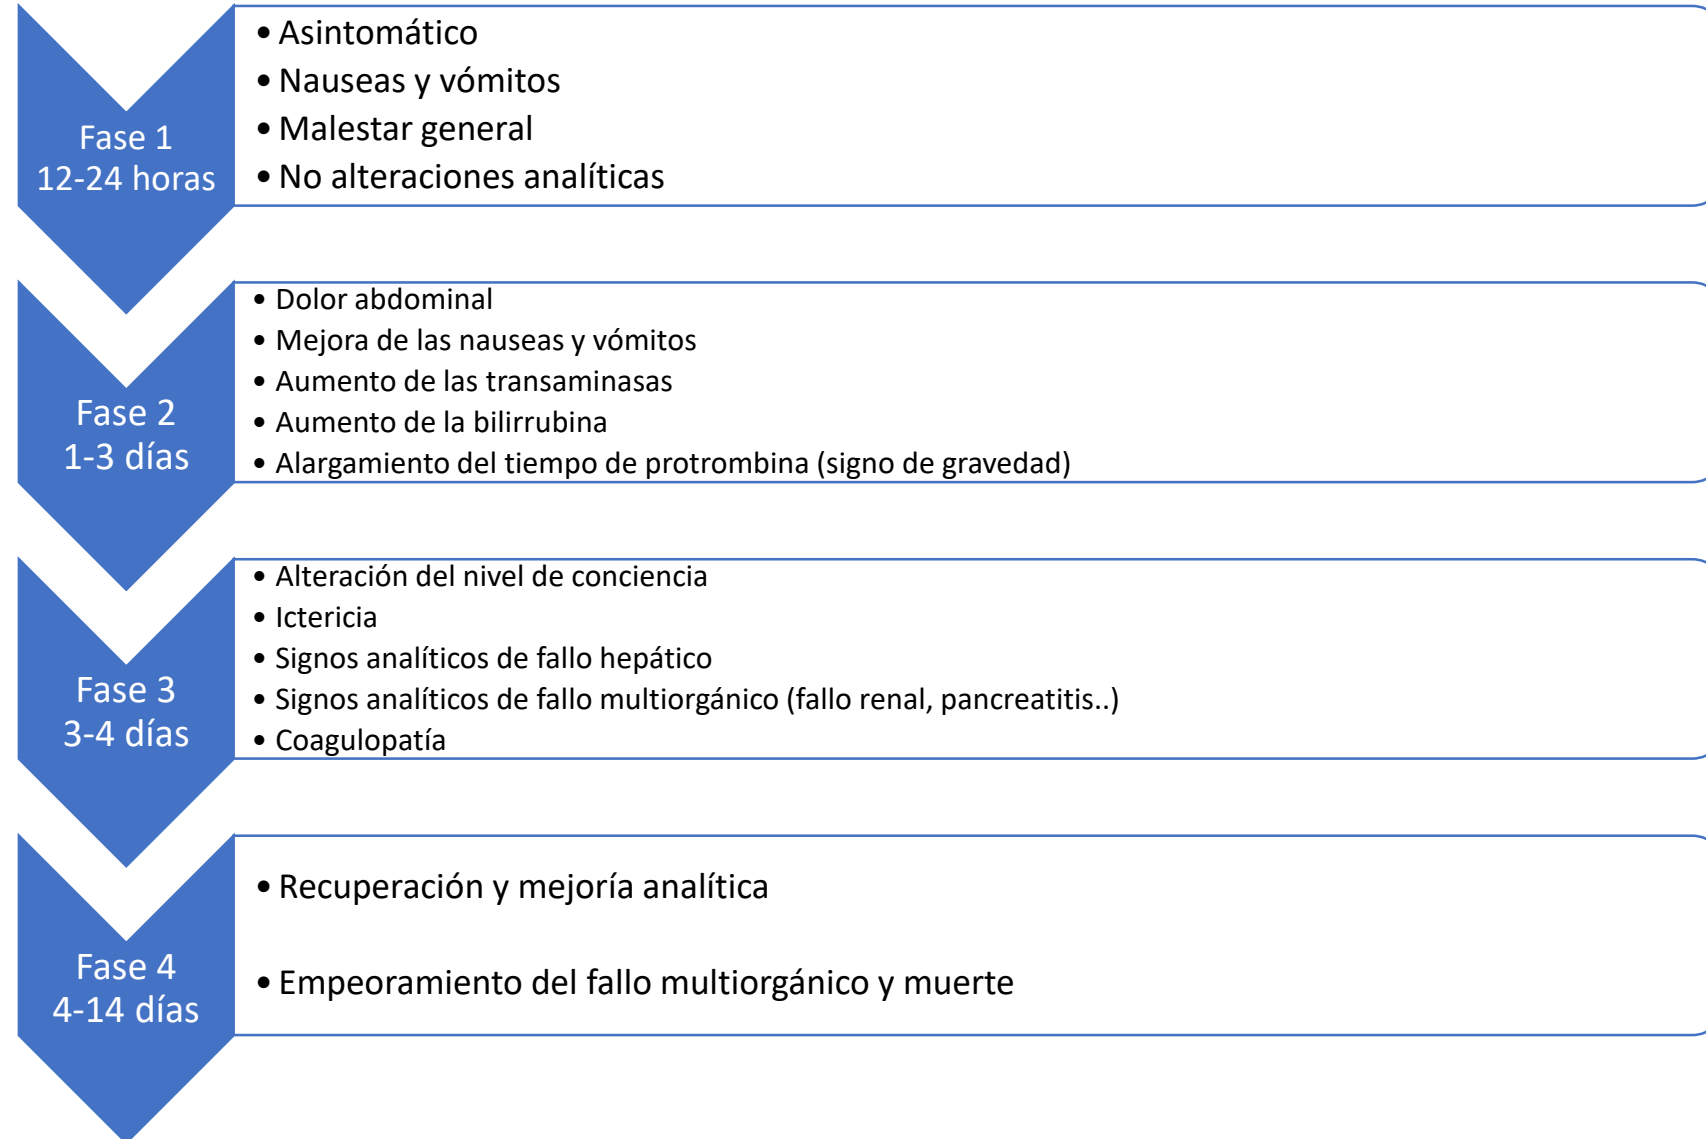 Fase 1
12-24 horas
• Asintomático
• Nauseas y vómitos
• Malestar general
• No alteraciones analíticas
Fase 2
1-3 días
• Dolor abdominal
• Mejora de las nauseas y vómitos
• Aumento de las transaminasas
• Aumento de la bilirrubina
• Alargamiento del tiempo de protrombina (signo de gravedad)
Fase 3
3-4 días
• Alteración del nivel de conciencia
• Ictericia
• Signos analíticos de fallo hepático
• Signos analíticos de fallo multiorgánico (fallo renal, pancreatitis..)
• Coagulopatía
Fase 4
4-14 días
• Recuperación y mejoría analítica
• Empeoramiento del fallo multiorgánico y muerte